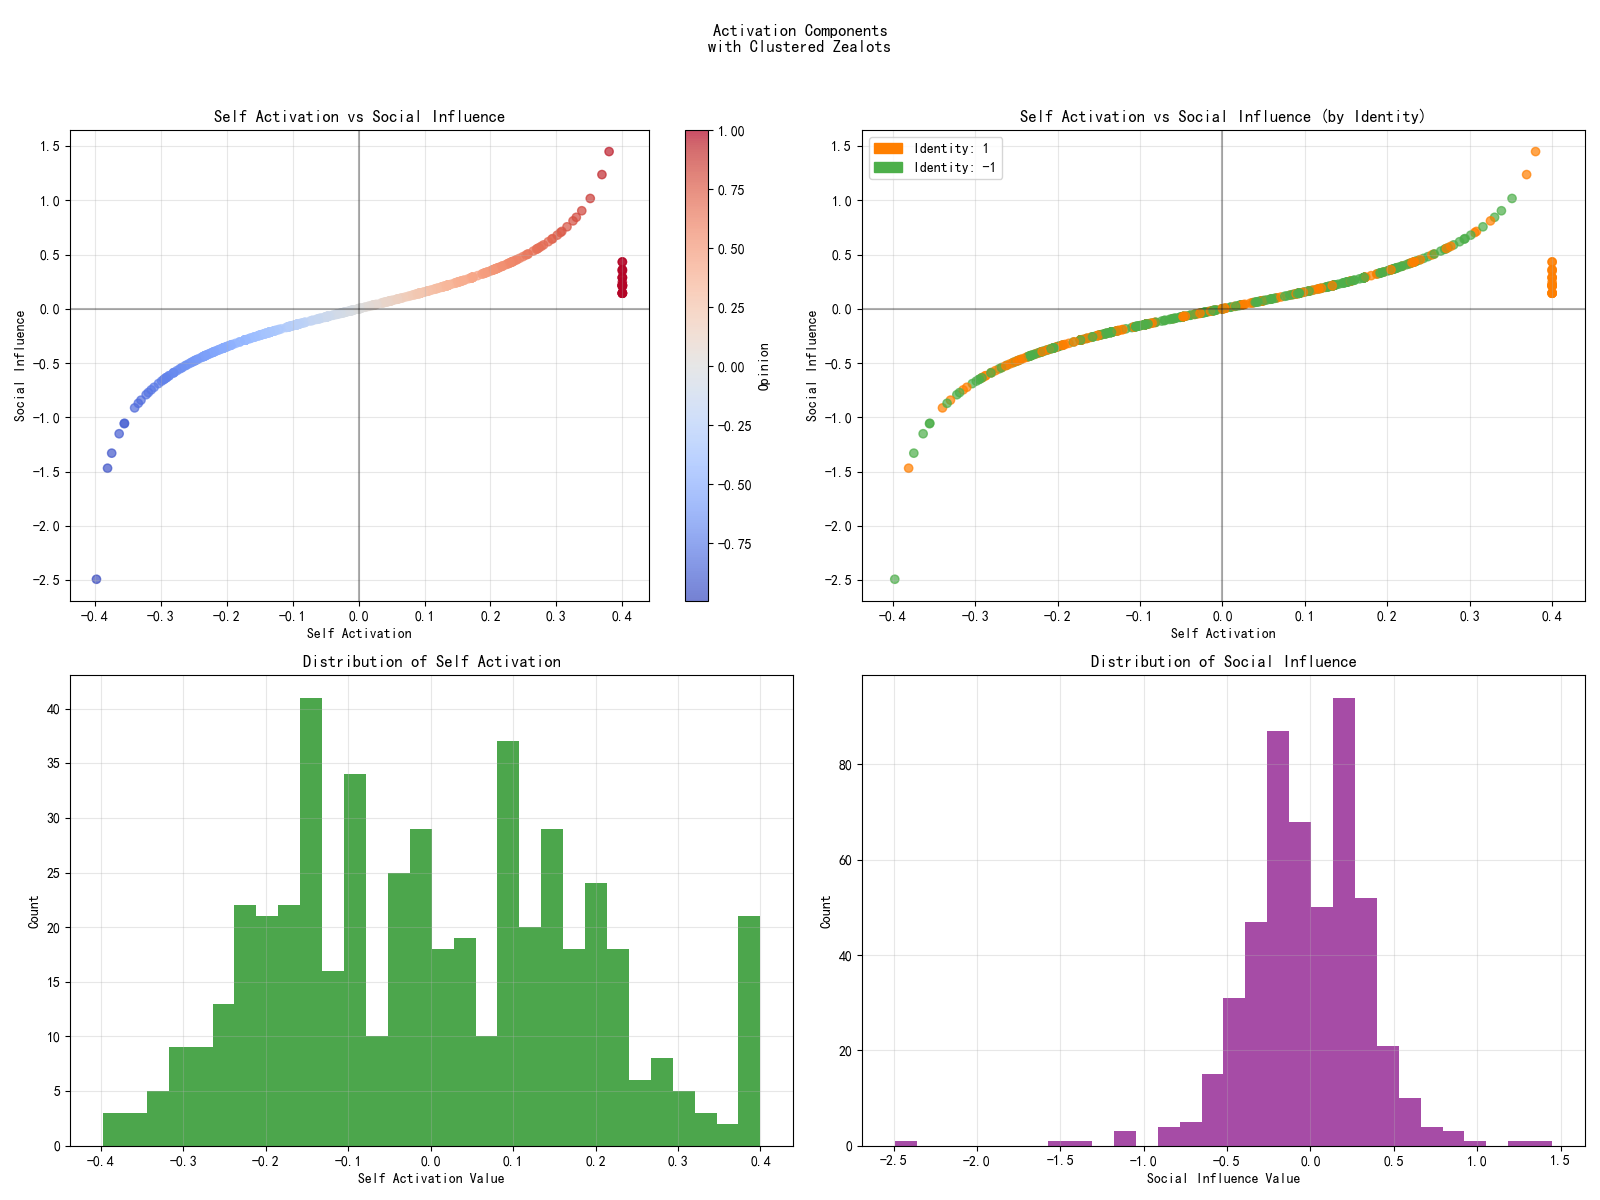 Activation Components
with Clustered Zealots
Self Activation vs Social Influence
1.5
1.0
0.5
0.0
−0.5
−1.0
−1.5
−2.0
−2.5
Social Influence
−0.4 −0.3 −0.2 −0.1 0.0 0.1 0.2 0.3 0.4
Self Activation
1.00
0.75
0.50
0.25
0.00
−0.25
−0.50
−0.75
Opinion
Self Activation vs Social Influence (by Identity)
Identity: 1
Identity: -1
1.5
1.0
0.5
0.0
−0.5
−1.0
−1.5
−2.0
−2.5
Social Influence
−0.4 −0.3 −0.2 −0.1 0.0 0.1 0.2 0.3 0.4
Self Activation
Distribution of Self Activation
40
35
30
25
20
15
10
5
0
Count
−0.4 −0.3 −0.2 −0.1 0.0 0.1 0.2 0.3 0.4
Self Activation Value
Distribution of Social Influence
80
60
40
20
0
Count
−2.5 −2.0 −1.5 −1.0 −0.5 0.0 0.5 1.0 1.5
Social Influence Value